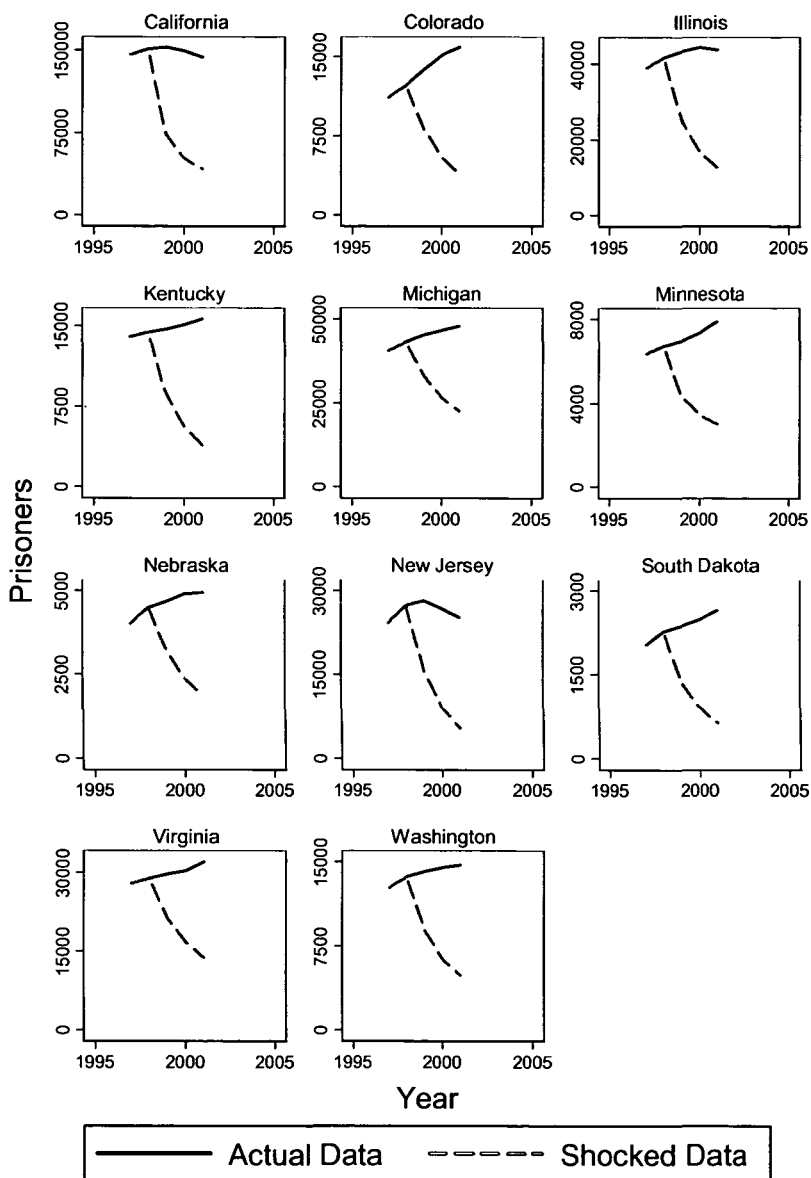 California
Colorado
Illinois
150000
75000
0
15000
7500
0
40000
20000
0
1995 2000 2005
1995 2000 2005
1995 2000 2005
Kentucky
Michigan
Minnesota
15000
7500
0
50000
25000
0
8000
4000
0
1995 2000 2005
1995 2000 2005
1995 2000 2005
Prisoners
Nebraska
New Jersey
South Dakota
5000
2500
0
30000
15000
0
3000
1500
0
1995 2000 2005
1995 2000 2005
1995 2000 2005
Virginia
Washington
30000
15000
0
15000
7500
0
1995 2000 2005
1995 2000 2005
Year
Actual Data
Shocked Data